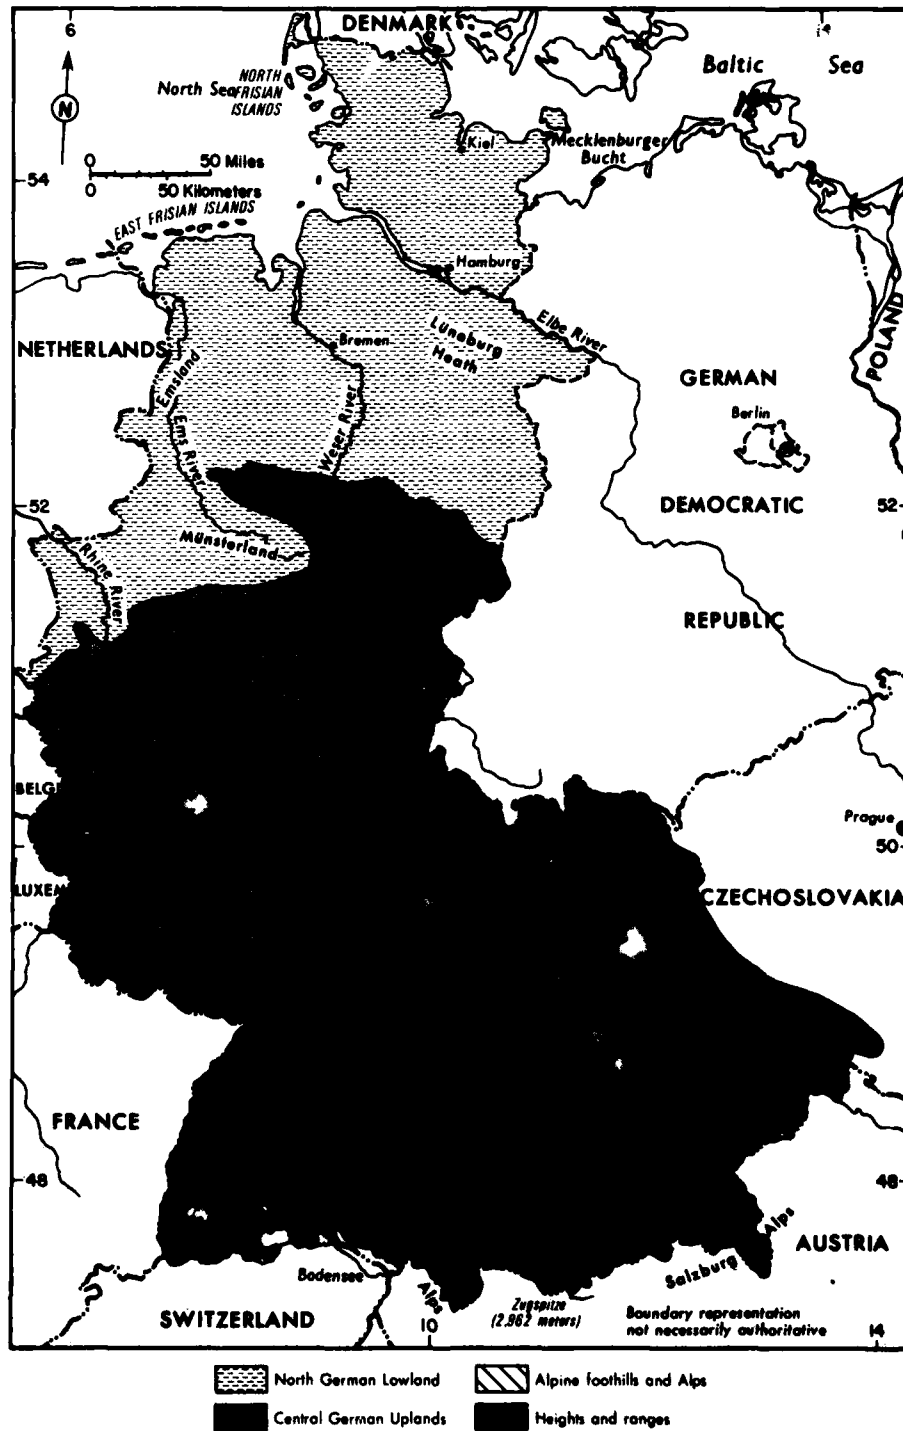 6
DENMARK
14
Baltic Sea
North Sea
NORTH
FRISIAN
ISLANDS
N
Kiel
Mecklenburger
Bucht
0 50 Miles
0 50 Kilometers
54
EAST FRISIAN ISLANDS
Hamburg
Elbe River
Lüneburg
Heath
POLAND
NETHERLANDS
Bremen
Emsland
GERMAN
Berlin
Ems River
Weser River
52
DEMOCRATIC
52
Münsterland
Rhine River
REPUBLIC
BELGI
Prague
50
LUXEM
CZECHOSLOVAKIA
FRANCE
48
48
Alps
AUSTRIA
Bodensee
Salzburg
Alps
Zugspitze
(2,962 meters)
SWITZERLAND
Boundary representation
not necessarily authoritative
10
14
North German Lowland
Alpine foothills and Alps
Central German Uplands
Heights and ranges